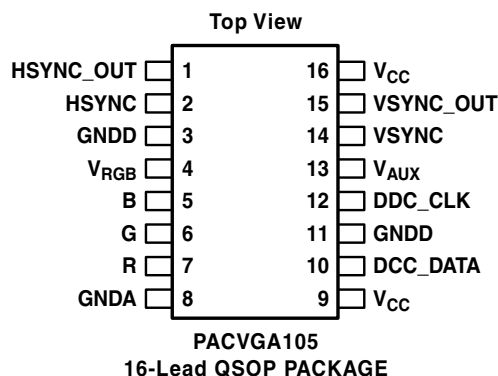 Top View
HSYNC_OUT 1 16 VCC
HSYNC 2 15 VSYNC_OUT
GNDD 3 14 VSYNC
VRGB 4 13 VAUX
B 5 12 DDC_CLK
G 6 11 GNDD
R 7 10 DCC_DATA
GNDA 8 9 VCC
PACVGA105
16-Lead QSOP PACKAGE